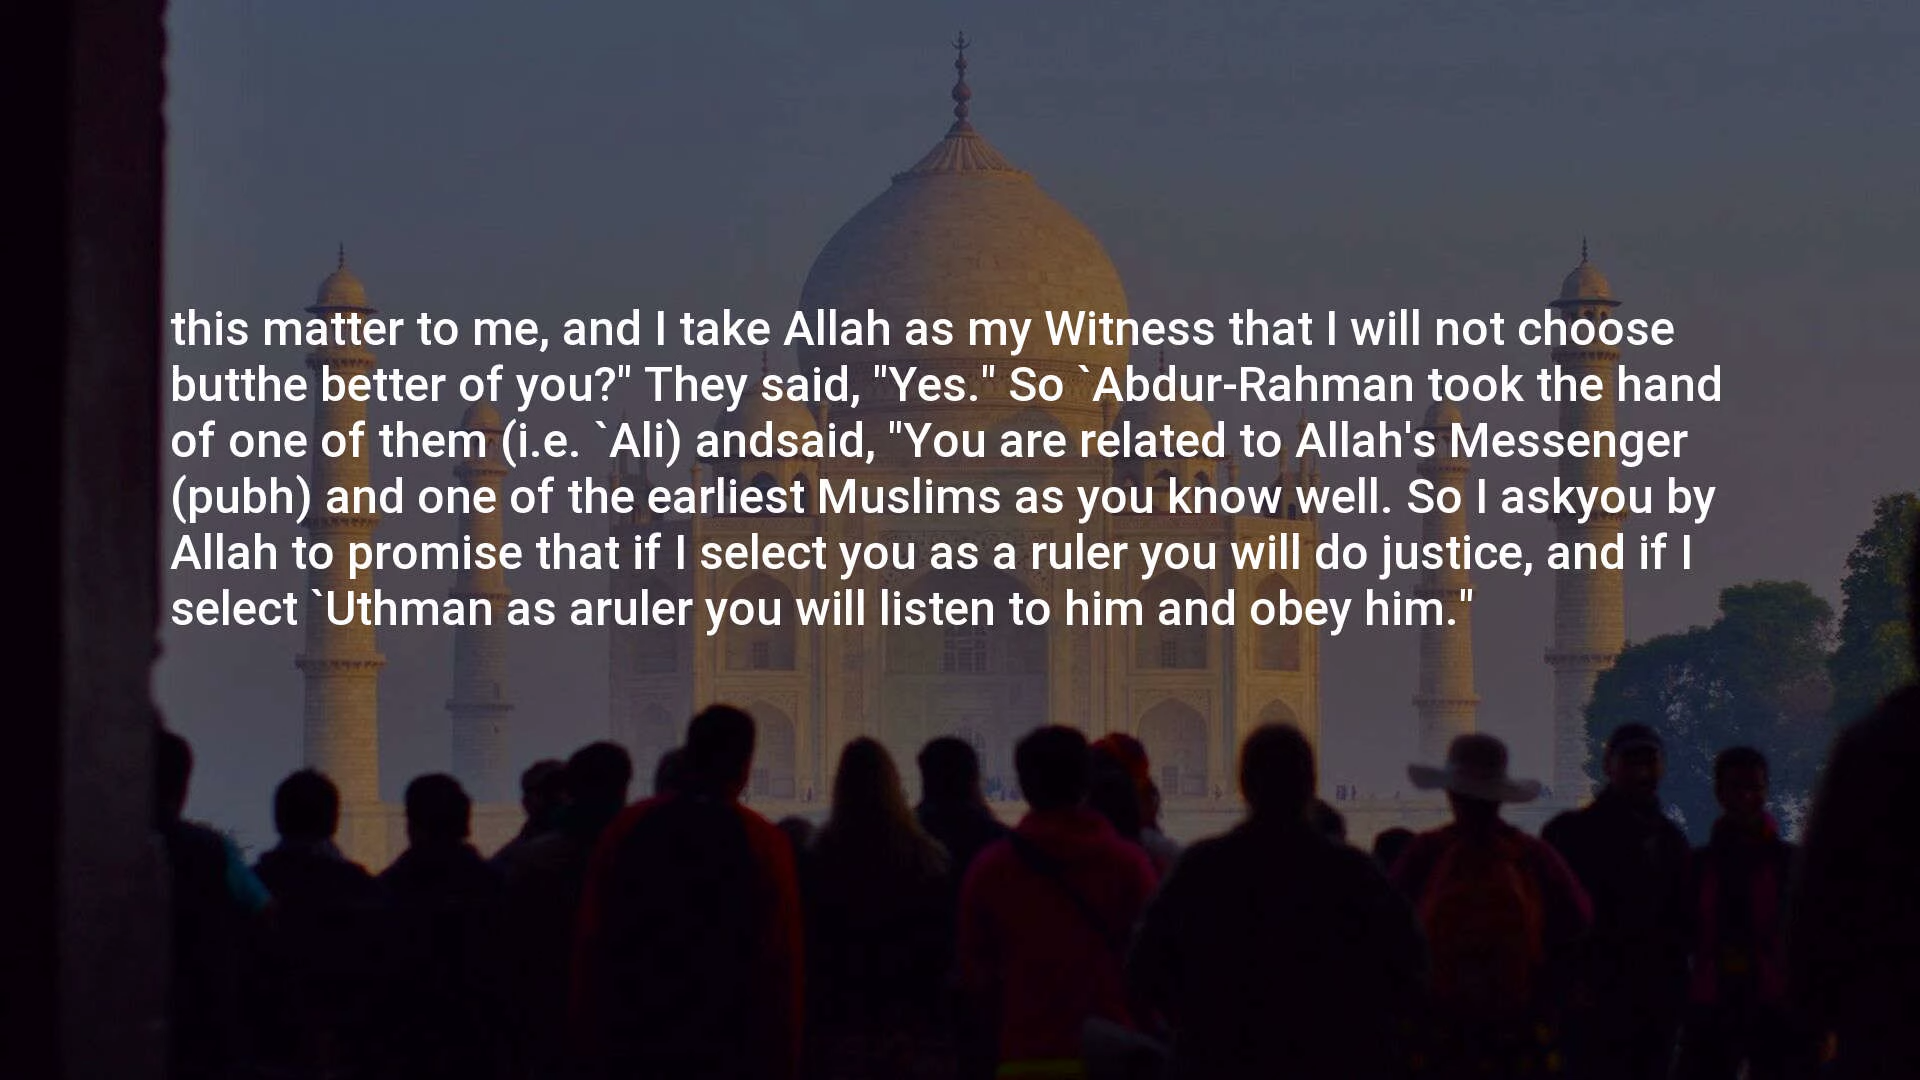 this matter to me, and I take Allah as my Witness that I will not choose
butthe better of you?" They said, "Yes." So `Abdur-Rahman took the hand
of one of them (i.e. `Ali) andsaid, "You are related to Allah's Messenger
(pubh) and one of the earliest Muslims as you know well. So I askyou by
Allah to promise that if I select you as a ruler you will do justice, and if I
select `Uthman as aruler you will listen to him and obey him."